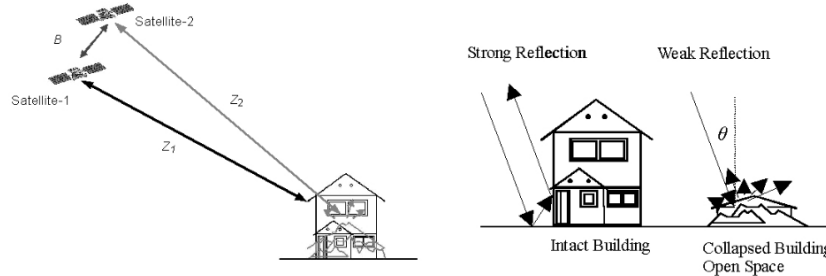 Satellite-2
B
Satellite-1
Z2
Z1
Strong Reflection
Weak Reflection
θ
Intact Building
Collapsed Building
Open Space